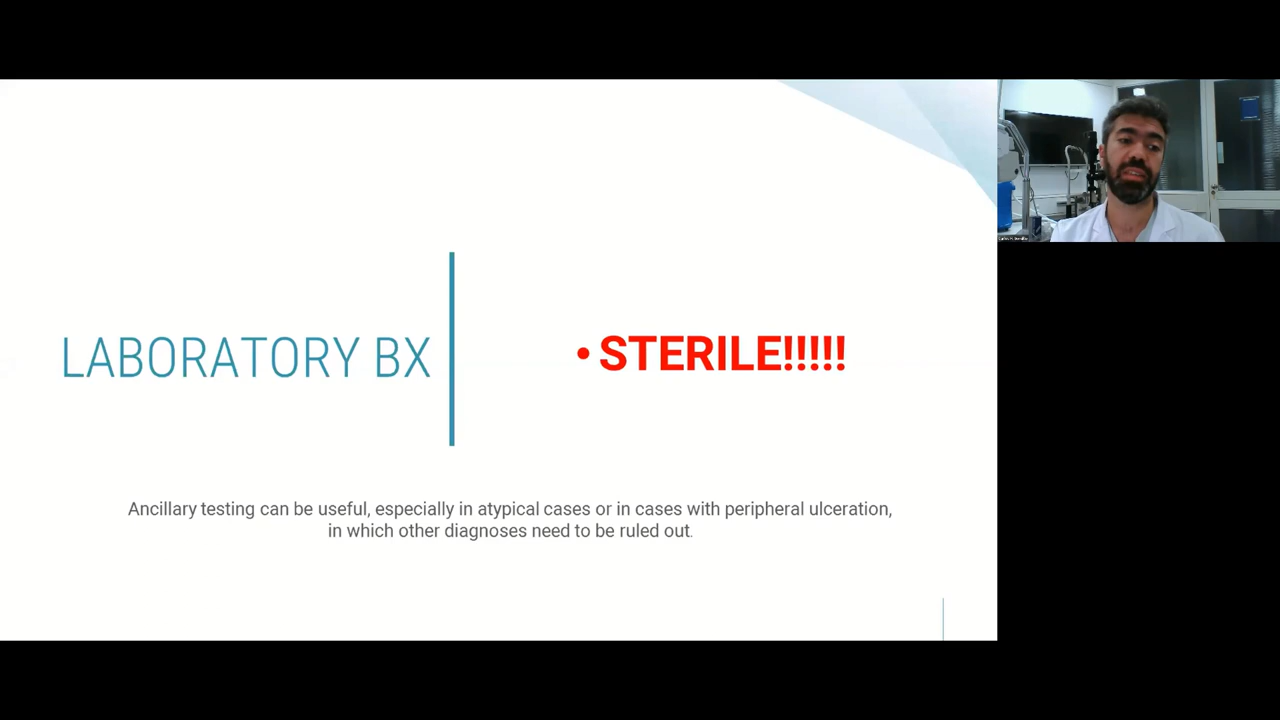 LABORATORY BX
• STERILE!!!!!
Ancillary testing can be useful, especially in atypical cases or in cases with peripheral ulceration,
in which other diagnoses need to be ruled out.